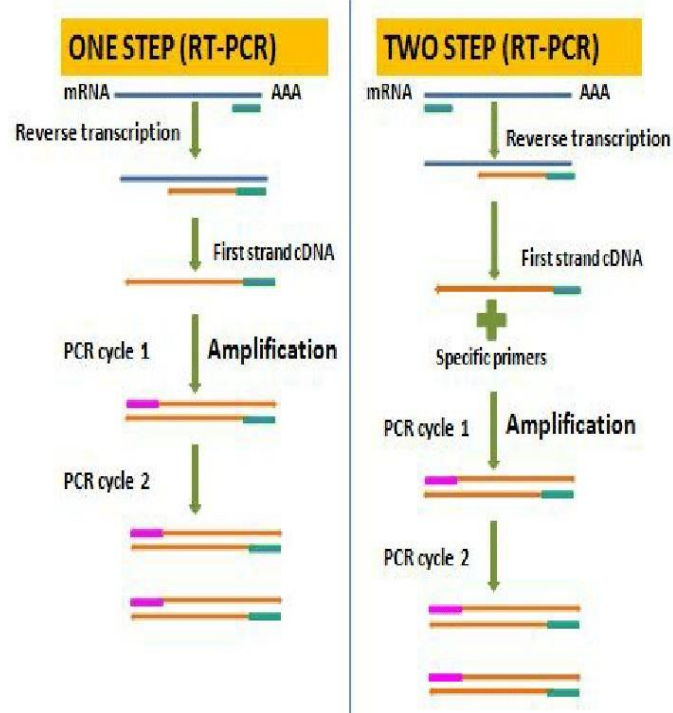 ONE STEP (RT-PCR)
mRNA AAA
Reverse transcription
First strand cDNA
PCR cycle 1 Amplification
PCR cycle 2
TWO STEP (RT-PCR)
mRNA AAA
Reverse transcription
First strand cDNA
Specific primers
PCR cycle 1 Amplification
PCR cycle 2